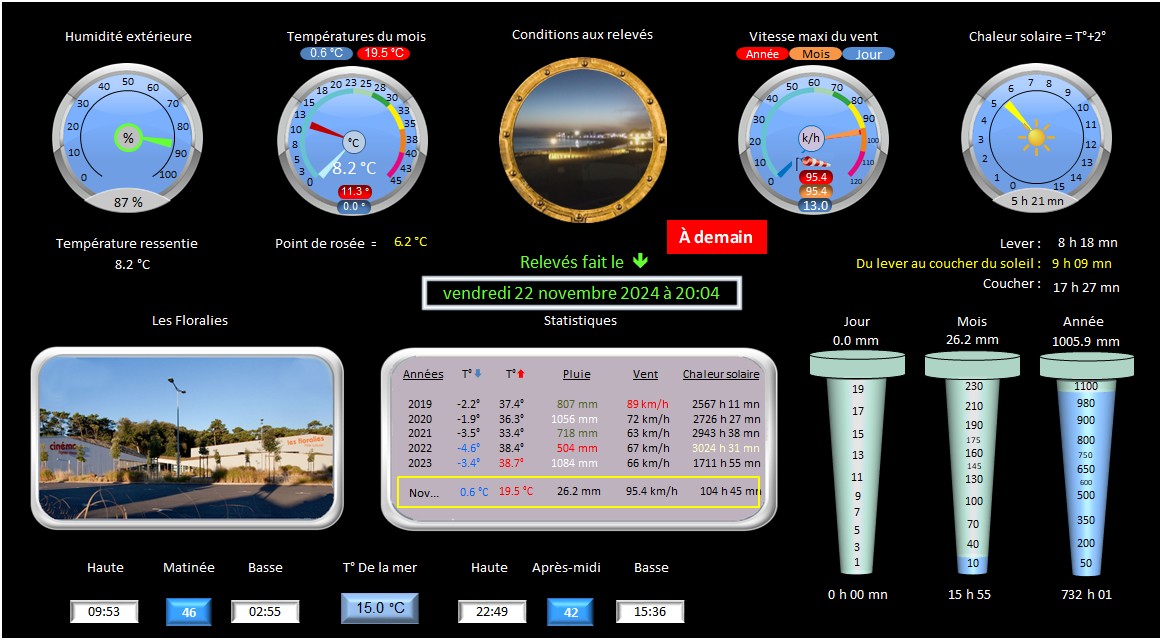 Humidité extérieure
Températures du mois
Conditions aux relevés
Vitesse maxi du vent
Chaleur solaire = T°+2°
0.6 °C
19.5 °C
Année
Mois
Jour
0
10
20
30
40
50
60
70
80
90
100
%
87 %
0
3
5
8
10
13
15
18
20
23
25
28
30
33
35
38
40
43
45
°C
8.2 °C
11.3 °
0.0 °
0
10
20
30
40
50
60
70
80
90
100
110
120
k/h
95.4
95.4
13.0
0
1
2
3
4
5
6
7
8
9
10
11
12
13
14
15
5 h 21 mn
Température ressentie
8.2 °C
Point de rosée = 6.2 °C
À demain
Relevés fait le
vendredi 22 novembre 2024 à 20:04
Lever : 8 h 18 mn
Du lever au coucher du soleil : 9 h 09 mn
Coucher : 17 h 27 mn
Les Floralies
cinéma
les floralies
Statistiques
Années T° T° Pluie Vent Chaleur solaire
2019 -2.2° 37.4° 807 mm 89 km/h 2567 h 11 mn
2020 -1.9° 36.3° 1056 mm 72 km/h 2726 h 27 mn
2021 -3.5° 33.4° 718 mm 63 km/h 2943 h 38 mn
2022 -4.6° 38.4° 504 mm 67 km/h 3024 h 31 mn
2023 -3.4° 38.7° 1084 mm 66 km/h 1711 h 55 mn
Nov... 0.6 °C 19.5 °C 26.2 mm 95.4 km/h 104 h 45 mn
Jour
0.0 mm
19
17
15
13
11
9
7
5
3
1
0 h 00 mn
Mois
26.2 mm
230
210
190
175
160
145
130
100
70
40
10
15 h 55
Année
1005.9 mm
1100
980
900
800
750
650
600
500
350
200
50
732 h 01
Haute Matinée Basse T° De la mer Haute Après-midi Basse
09:53 46 02:55 15.0 °C 22:49 42 15:36